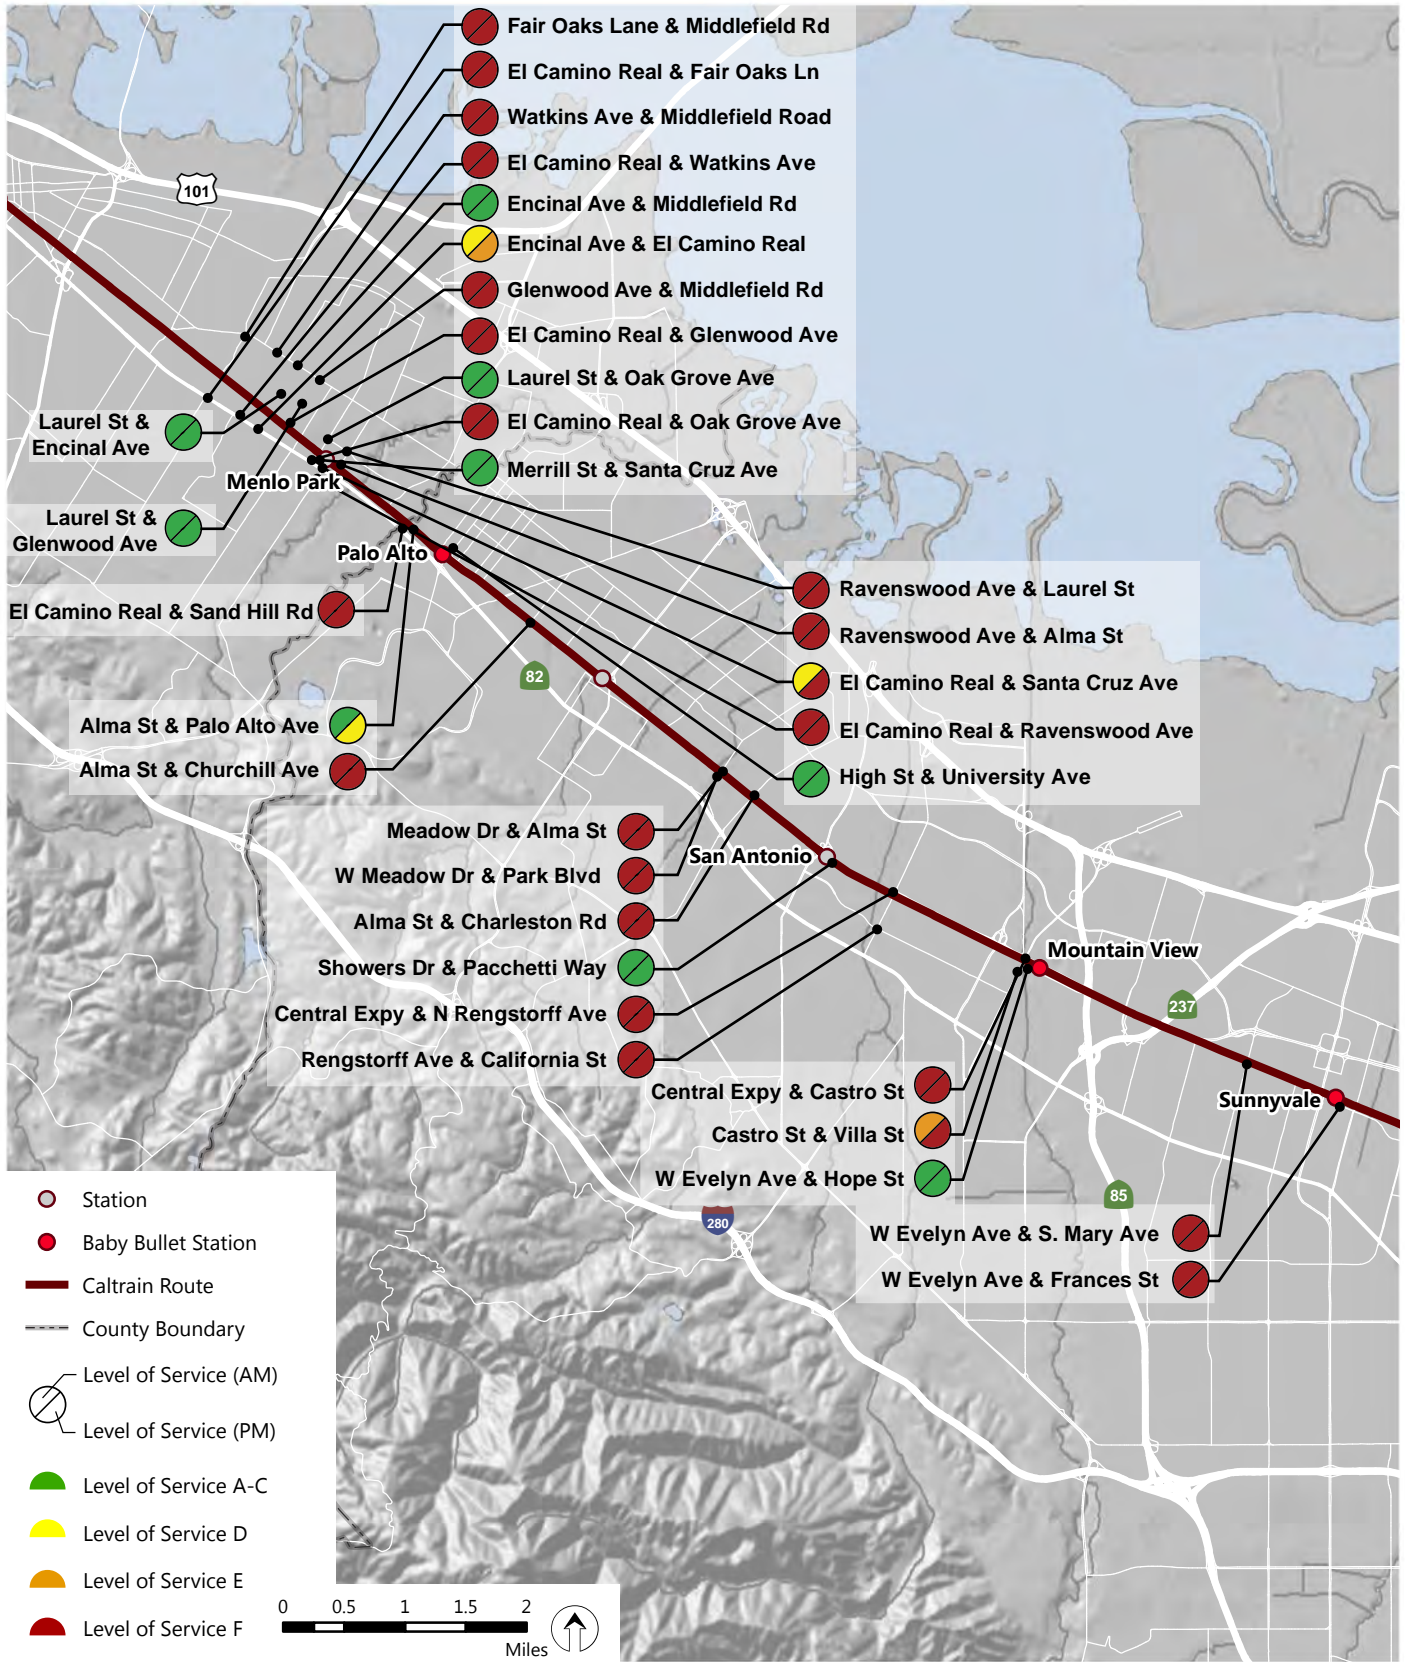 Fair Oaks Lane & Middlefield Rd
El Camino Real & Fair Oaks Ln
Watkins Ave & Middlefield Road
El Camino Real & Watkins Ave
101
Encinal Ave & Middlefield Rd
Encinal Ave & El Camino Real
Glenwood Ave & Middlefield Rd
El Camino Real & Glenwood Ave
Laurel St & Oak Grove Ave
El Camino Real & Oak Grove Ave
Merrill St & Santa Cruz Ave
Laurel St &
Encinal Ave
Menlo Park
Laurel St &
Glenwood Ave
Palo Alto
El Camino Real & Sand Hill Rd
Ravenswood Ave & Laurel St
Ravenswood Ave & Alma St
El Camino Real & Santa Cruz Ave
El Camino Real & Ravenswood Ave
High St & University Ave
82
Alma St & Palo Alto Ave
Alma St & Churchill Ave
Meadow Dr & Alma St
W Meadow Dr & Park Blvd
Alma St & Charleston Rd
Showers Dr & Pacchetti Way
Central Expy & N Rengstorff Ave
Rengstorff Ave & California St
San Antonio
Mountain View
237
Central Expy & Castro St
Castro St & Villa St
W Evelyn Ave & Hope St
Sunnyvale
85
280
W Evelyn Ave & S. Mary Ave
W Evelyn Ave & Frances St
Station
Baby Bullet Station
Caltrain Route
County Boundary
Level of Service (AM)
Level of Service (PM)
Level of Service A-C
Level of Service D
Level of Service E
Level of Service F
0 0.5 1 1.5 2
Miles